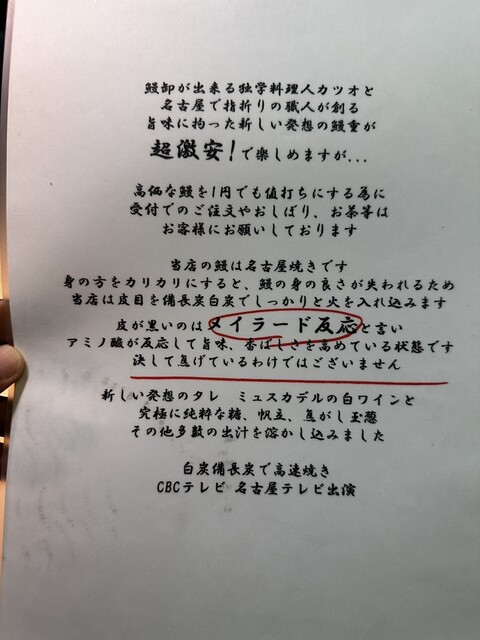 鰻卸が出来る独学料理人カツオと
名古屋で指折りの職人が創る
旨味に拘った新しい発想の鰻重が
超激安!で楽しめますが...
高価な鰻を1円でも値打ちにする為に
受付でのご注文やおしぼり、お茶等は
お客様にお願いしております
当店の鰻は名古屋焼きです
身の方をカリカリにすると、鰻の身の良さが失われるため
当店は皮目を備長炭白炭でしっかりと火を入れ込みます
皮が黒いのはメイラード反応と言い
アミノ酸が反応して旨味、香ばしさを高めている状態です
決して焦げているわけではございません
新しい発想のタレ ミュスカデルの白ワインと
究極に純粋な糖、帆立、焦がし玉葱
その他多数の出汁を溶かし込みました
白炭備長炭で高速焼き
CBCテレビ 名古屋テレビ出演